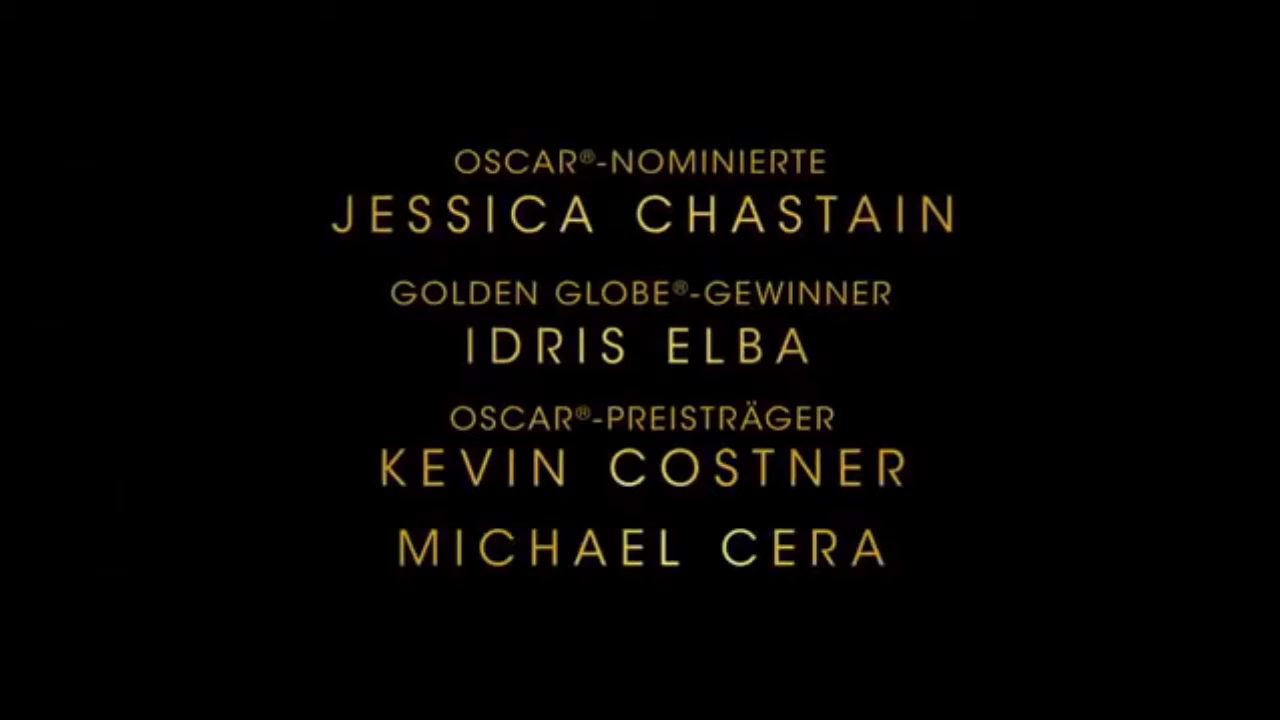 OSCAR®-NOMINIERTE
JESSICA CHASTAIN
GOLDEN GLOBE®-GEWINNER
IDRIS ELBA
OSCAR®-PREISTRÄGER
KEVIN COSTNER
MICHAEL CERA